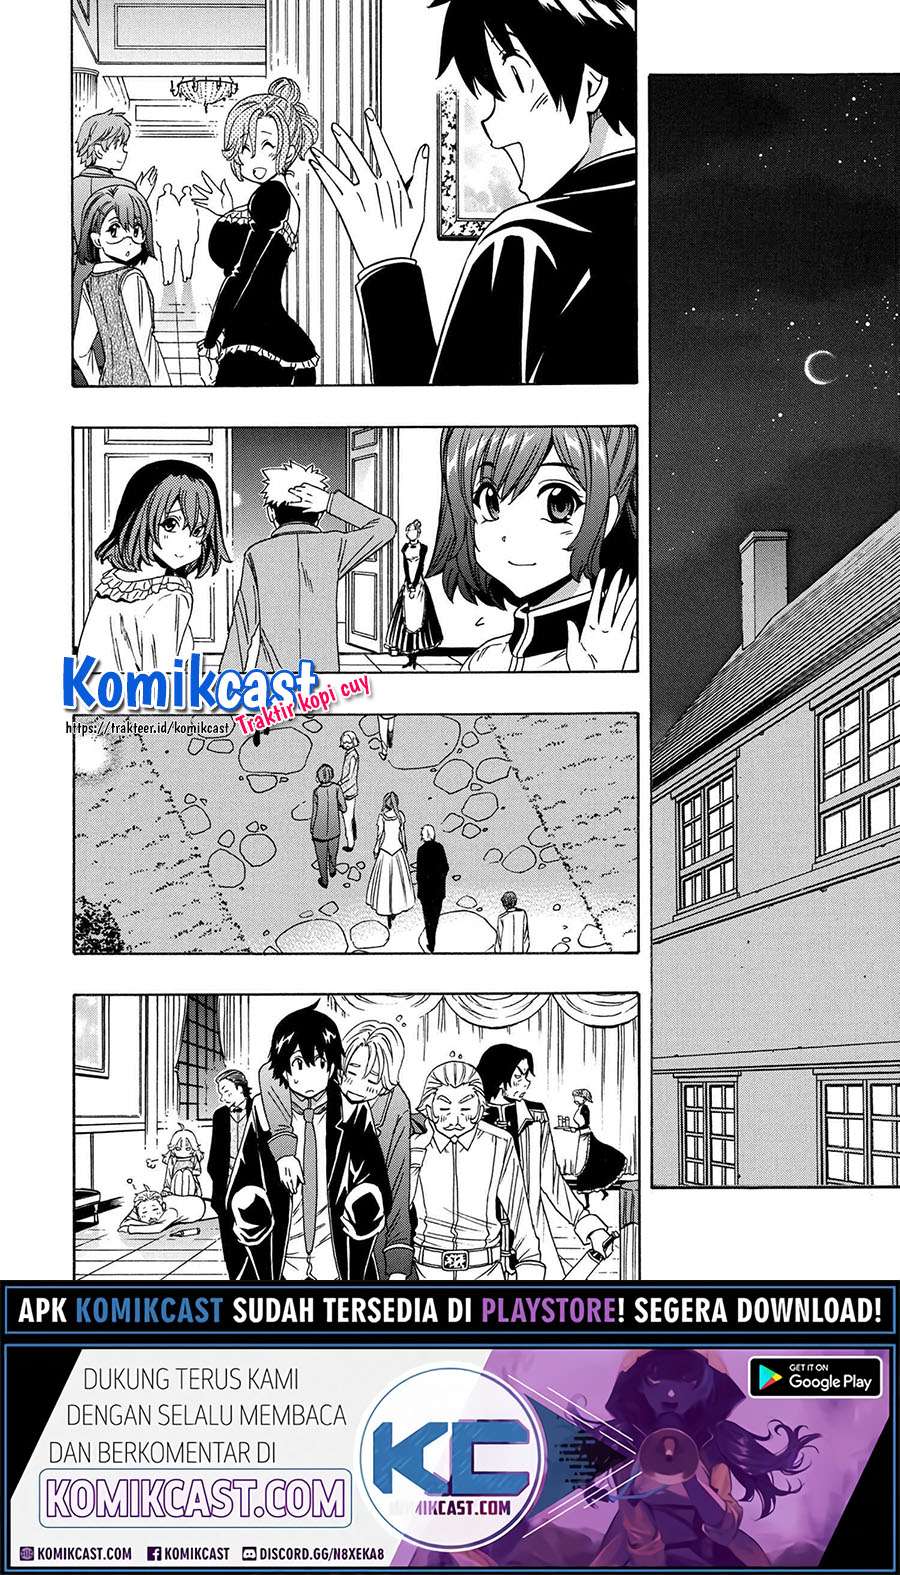 Komikcast
https://trakteer.id/komikcast/
Traktir kopi cuy
APK KOMIKCAST SUDAH TERSEDIA DI PLAYSTORE! SEGERA DOWNLOAD!
DUKUNG TERUS KAMI
DENGAN SELALU MEMBACA
DAN BERKOMENTAR DI
KOMIKCAST.COM
KOMIKCAST.COM
KOMIKCAST
DISCORD.GG/N8XEKA8
KC
GET IT ON
Google Play